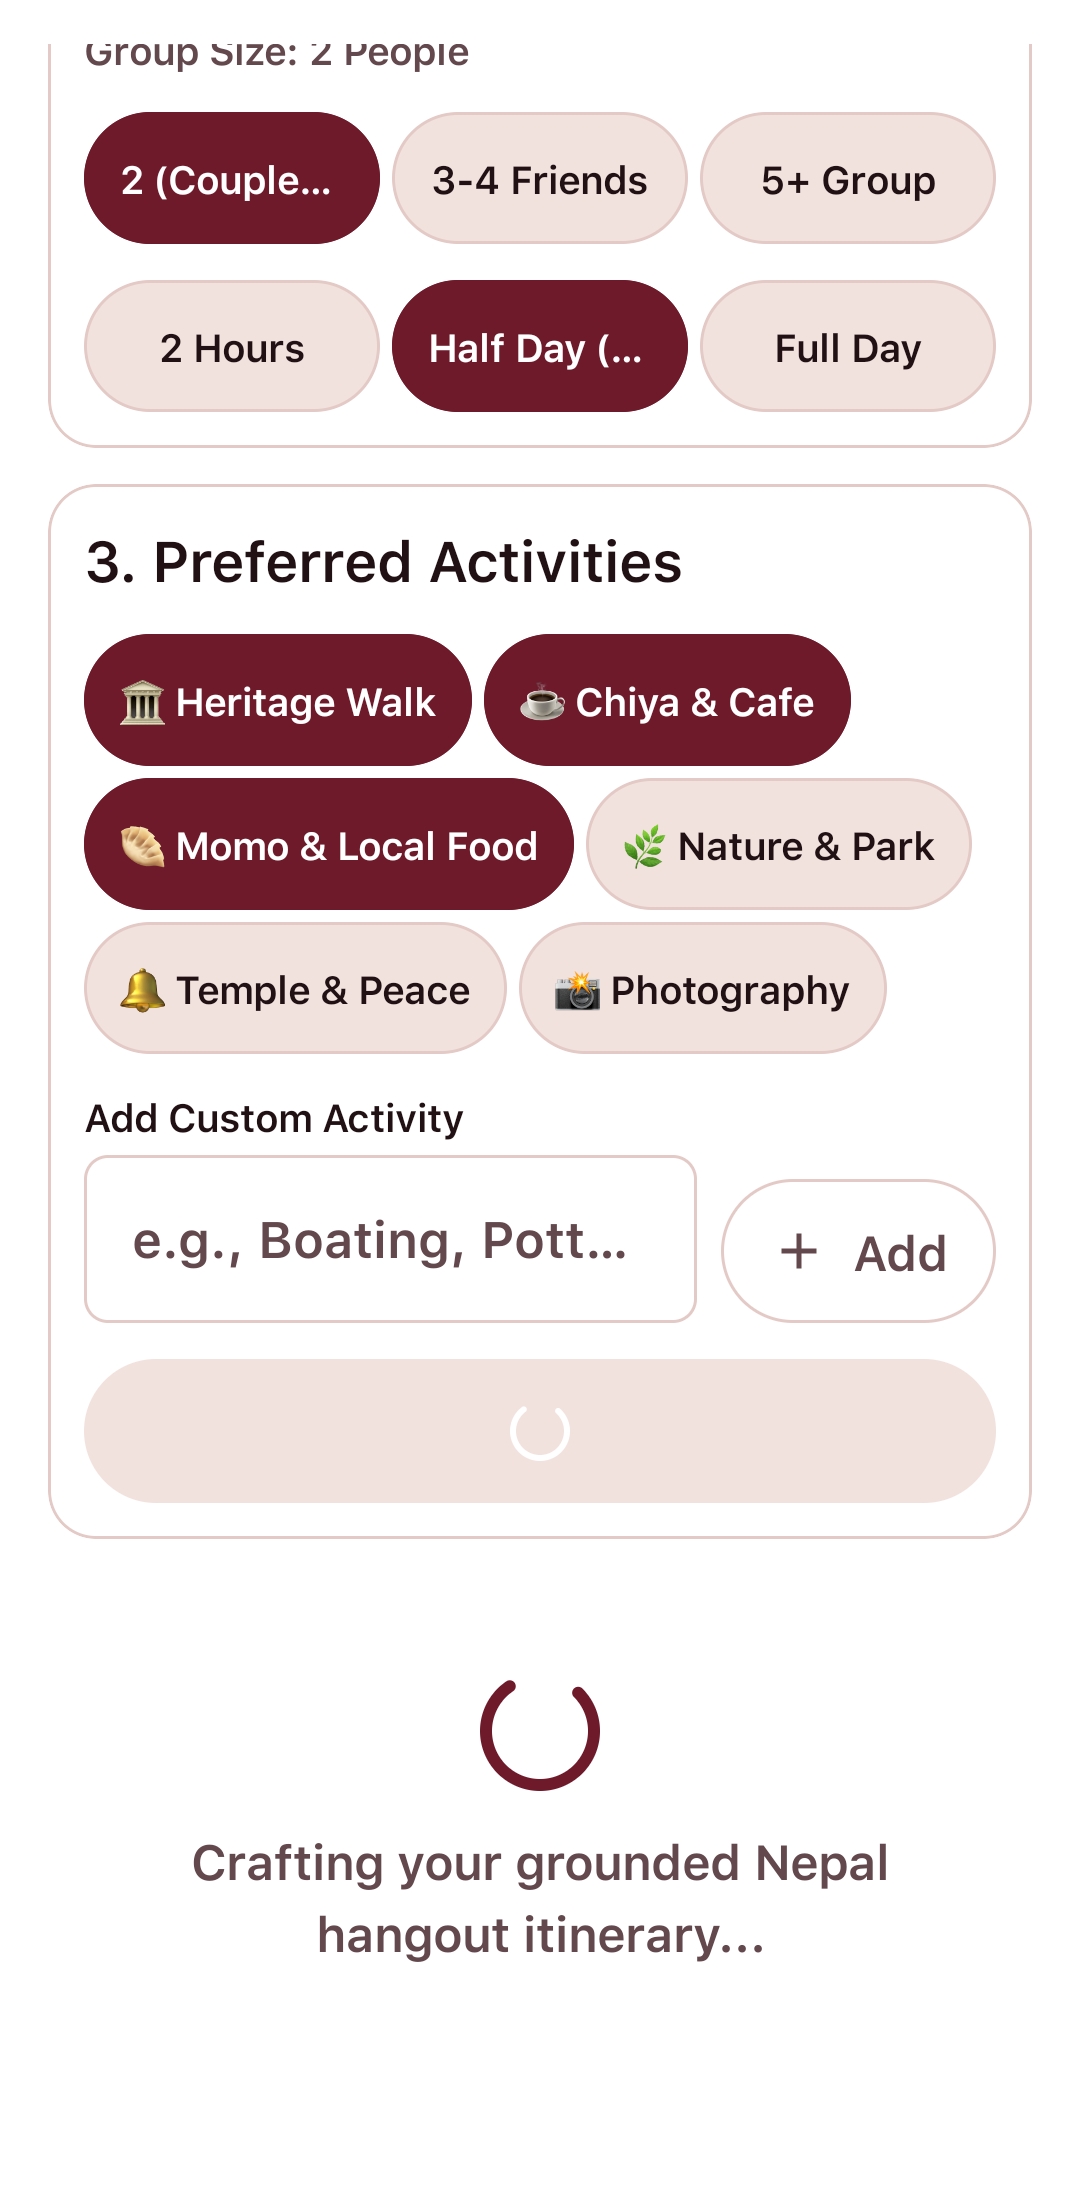 Group Size: 2 People
2 (Couple...
3-4 Friends
5+ Group
2 Hours
Half Day (...
Full Day
3. Preferred Activities
🏛️ Heritage Walk
☕ Chiya & Cafe
🥟 Momo & Local Food
🌿 Nature & Park
🔔 Temple & Peace
📸 Photography
Add Custom Activity
e.g., Boating, Pott...
+ Add
Crafting your grounded Nepal
hangout itinerary...